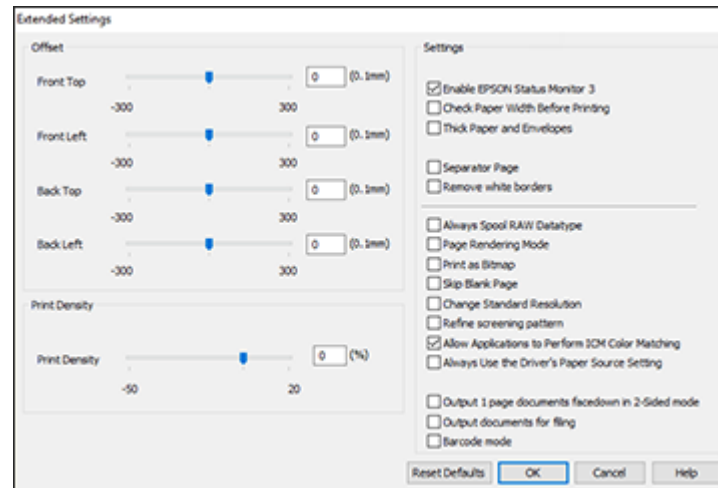 Extended Settings
Offset
Front Top
0
(0.1mm)
-300
300
Front Left
0
(0.1mm)
-300
300
Back Top
0
(0.1mm)
-300
300
Back Left
0
(0.1mm)
-300
300
Print Density
Print Density
0
(%)
-50
20
Settings
Enable EPSON Status Monitor 3
Check Paper Width Before Printing
Thick Paper and Envelopes
Separator Page
Remove white borders
Always Spool RAW Datatype
Page Rendering Mode
Print as Bitmap
Skip Blank Page
Change Standard Resolution
Refine screening pattern
Allow Applications to Perform ICM Color Matching
Always Use the Driver's Paper Source Setting
Output 1 page documents facedown in 2-Sided mode
Output documents for filing
Barcode mode
Reset Defaults
OK
Cancel
Help